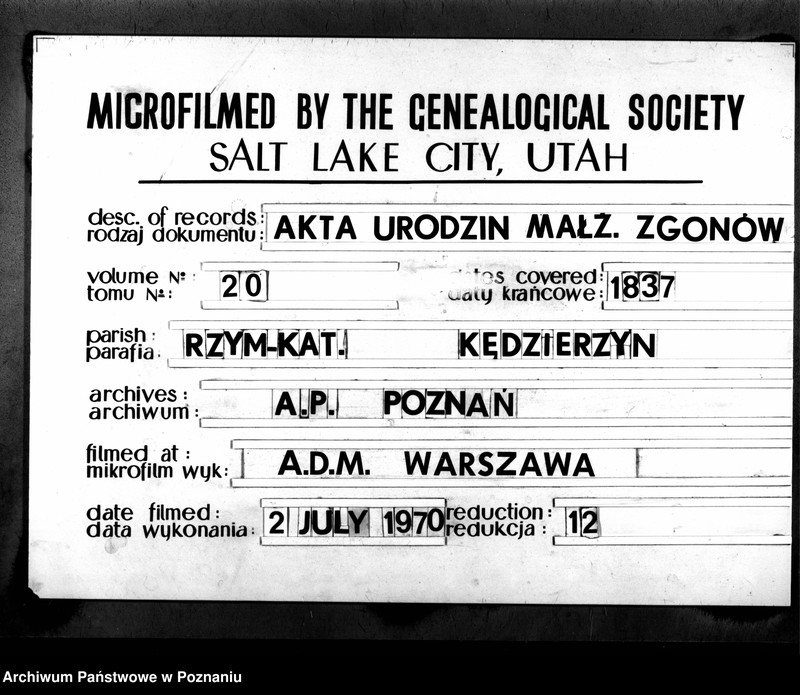 MICROFILMED BY THE GENEALOGICAL SOCIETY
SALT LAKE CITY, UTAH
desc. of records:
rodzaj dokumentu: AKTA URODZIN MAŁŻ. ZGONÓW
volume №:
tomu №: 20
covered:
daty krańcowe: 1837
parish:
parafia: RZYM-KAT. KĘDZIERZYN
archives:
archiwum: A.P. POZNAŃ
filmed at:
mikrofilm wyk: A.D.M. WARSZAWA
date filmed:
data wykonania: 2 JULY 1970
reduction:
redukcja: 12
Archiwum Państwowe w Poznaniu